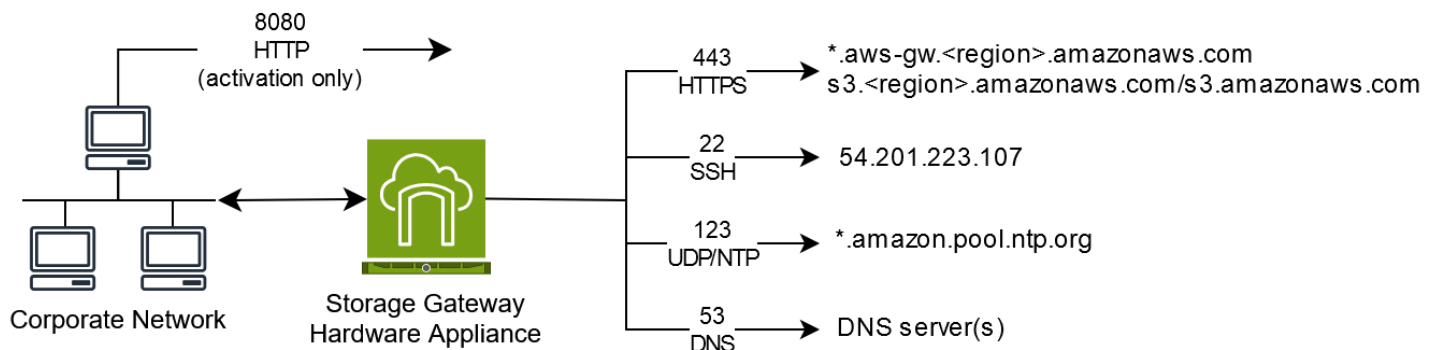 8080
HTTP
(activation only)
443
HTTPS
*.aws-gw.<region>.amazonaws.com
s3.<region>.amazonaws.com/s3.amazonaws.com
22
SSH
54.201.223.107
123
UDP/NTP
*.amazon.pool.ntp.org
53
DNS
DNS server(s)
Corporate Network
Storage Gateway
Hardware Appliance